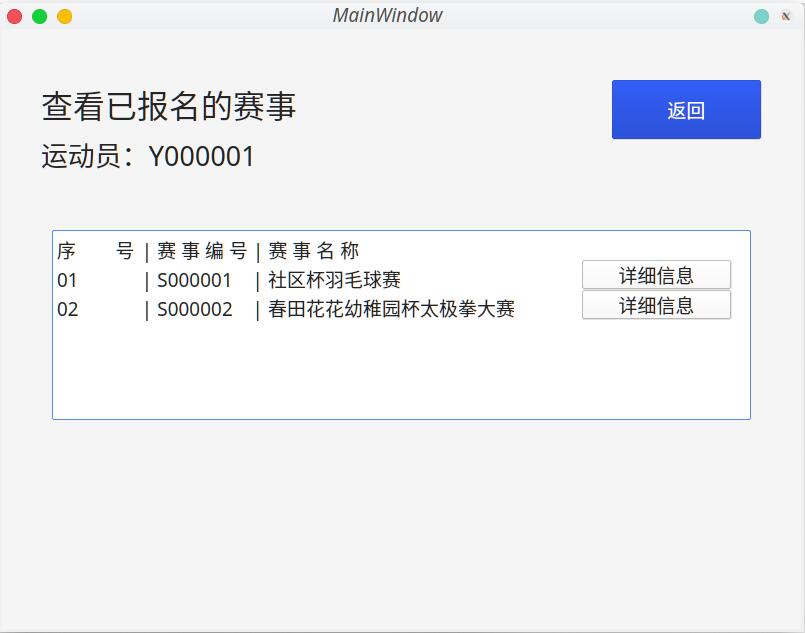 MainWindow
查看已报名的赛事
返回
运动员：Y000001
序 号 | 赛 事 编 号 | 赛 事 名 称
01 | S000001 | 社区杯羽毛球赛 详细信息
02 | S000002 | 春田花花幼稚园杯太极拳大赛 详细信息